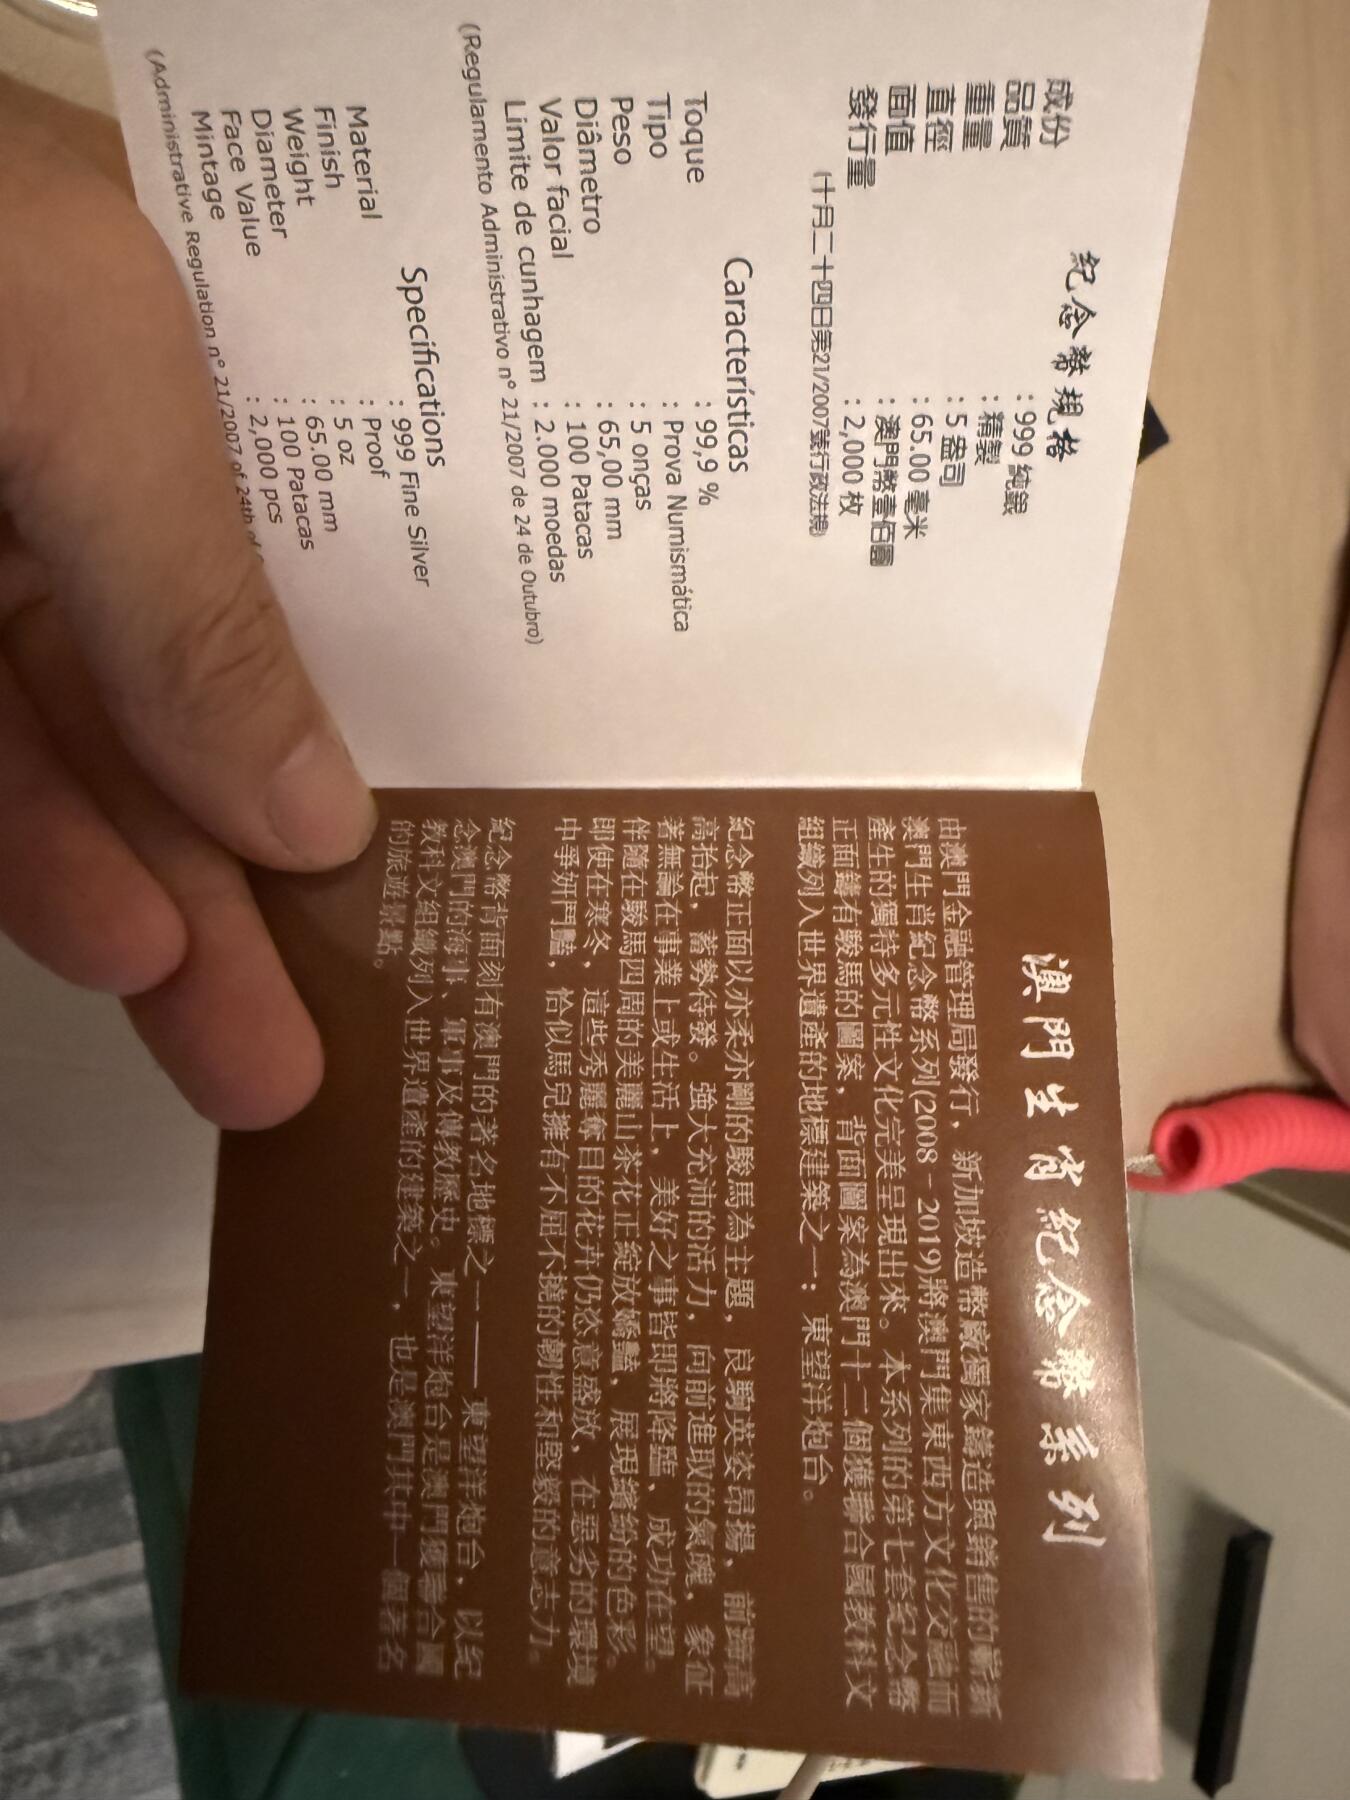 紀念幣規格
成份 : 999 純銀
品質 : 精製
重量 : 5 盎司
直徑 : 65.00 毫米
面值 : 澳門幣壹佰圓
發行量 : 2,000 枚
(十月二十四日第21/2007號行政法規)
Características
Toque : 99,9 %
Tipo : Prova Numismática
Peso : 5 onças
Diâmetro : 65,00 mm
Valor facial : 100 Patacas
Limite de cunhagem : 2.000 moedas
(Regulamento Administrativo nº 21/2007 de 24 de Outubro)
Specifications
Material : 999 Fine Silver
Finish : Proof
Weight : 5 oz
Diameter : 65.00 mm
Face Value : 100 Patacas
Mintage : 2,000 pcs
(Administrative Regulation nº 21/2007 of 24th of
澳門生肖紀念幣系列
由澳門金融管理局發行，新加坡造幣廠獨家鑄造與銷售的嶄新
澳門生肖紀念幣系列(2008－2019)將澳門集東西方文化交融而
產生的獨特多元性文化完美呈現出來。本系列的第七套紀念幣
正面鑄有駿馬的圖案，背面圖案為澳門十二個獲聯合國教科文
組織列入世界遺產的地標建築之一：東望洋炮台。
紀念幣正面以亦柔亦剛的駿馬為主題，良駒英姿昂揚，前蹄高
高抬起，蓄勢待發。強大充沛的活力，向前進取的氣魄，象征
著無論在事業上或生活上，美好之事皆即將降臨，成功在望。
伴隨在駿馬四周的美麗山茶花正綻放嬌豔，展現繽紛的色彩。
即使在寒冬，這些秀麗奪目的花卉仍恣意盛放，在惡劣的環境
中爭妍鬥豔，恰似馬兒擁有不屈不撓的韌性和堅毅的意志力。
紀念幣背面刻有澳門的著名地標之一——東望洋炮台，以紀
念澳門的海事、軍事及傳教歷史。東望洋炮台是澳門獲聯合國
教科文組織列入世界遺產的建築之一，也是澳門其中一個著名
的旅遊景點。